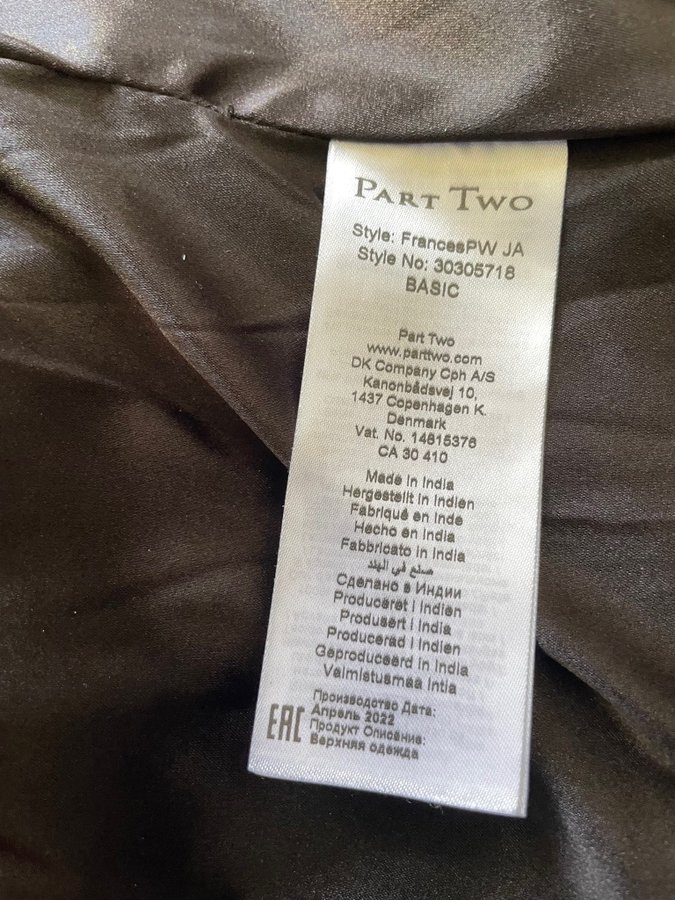 PART TWO
Style: FrancesPW JA
Style No: 30305718
BASIC
Part Two
www.parttwo.com
DK Company Cph A/S
Kanonbådsvej 10,
1437 Copenhagen K.
Denmark
Vat. No. 14815376
CA 30 410
Made in India
Hergestellt in Indien
Fabriqué en Inde
Hecho en India
Fabbricato in India
صنع في الهند
Сделано в Индии
Produceret i Indien
Produsert i India
Producerad i Indien
Geproduceerd in India
Valmistusmaa Intia
EAC
Производство Дата:
Апрель 2022
Продукт Описание:
Верхняя одежда